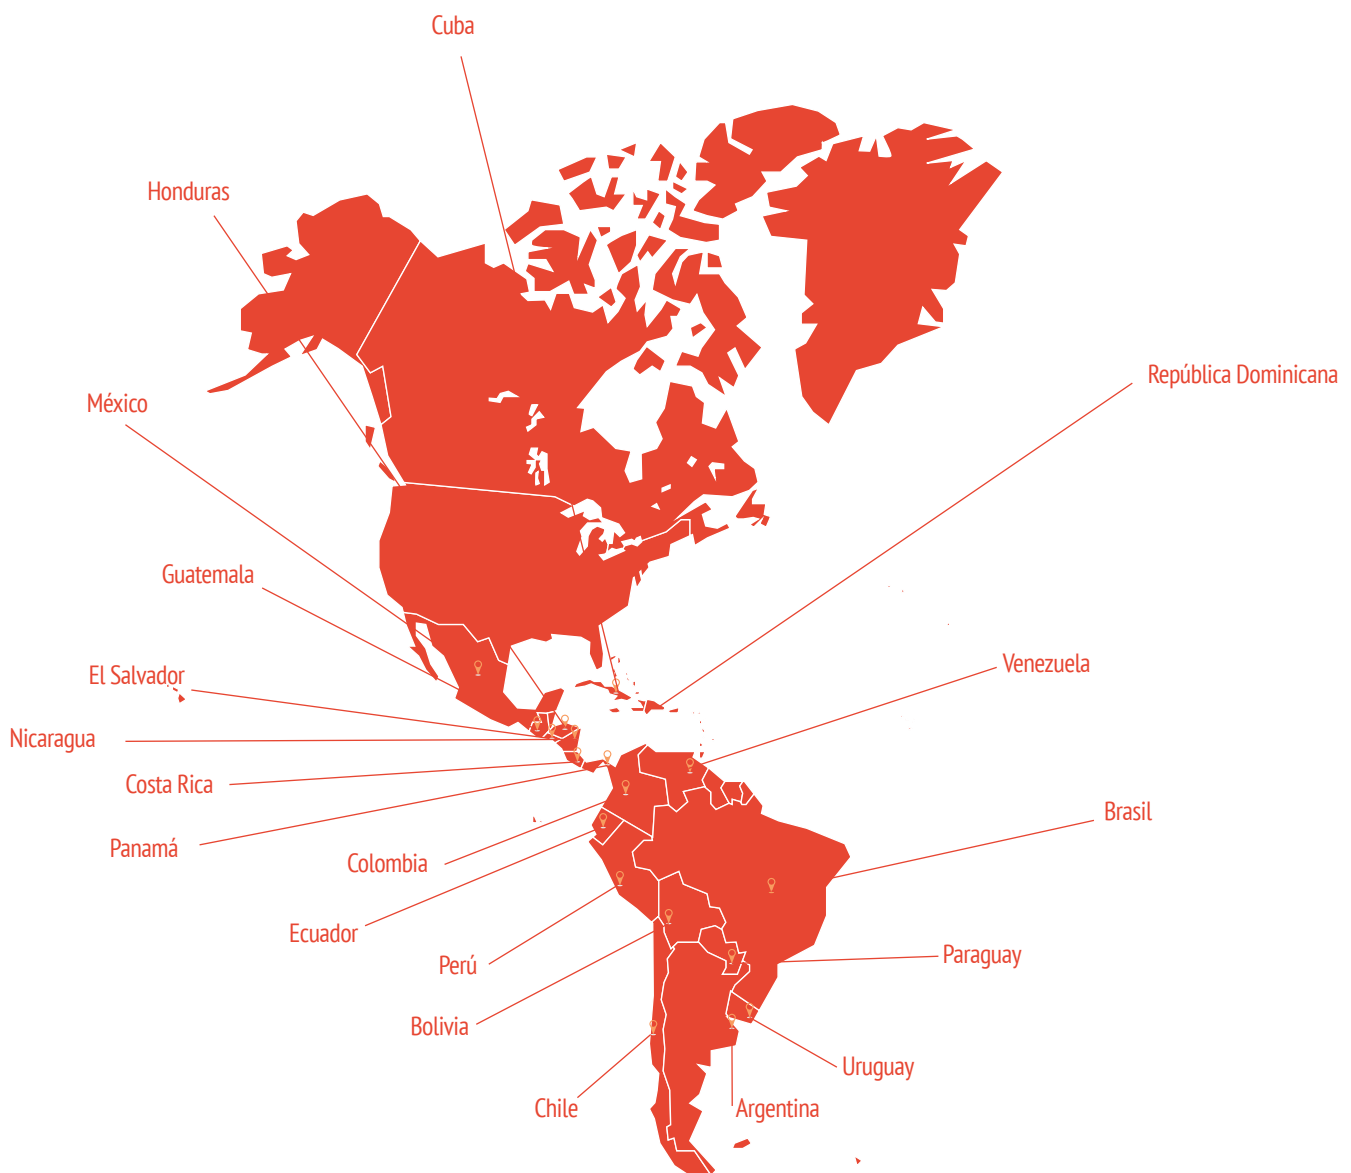 Cuba
Honduras
República Dominicana
México
Guatemala
Venezuela
El Salvador
Nicaragua
Costa Rica
Brasil
Panamá
Colombia
Ecuador
Paraguay
Perú
Bolivia
Uruguay
Chile
Argentina